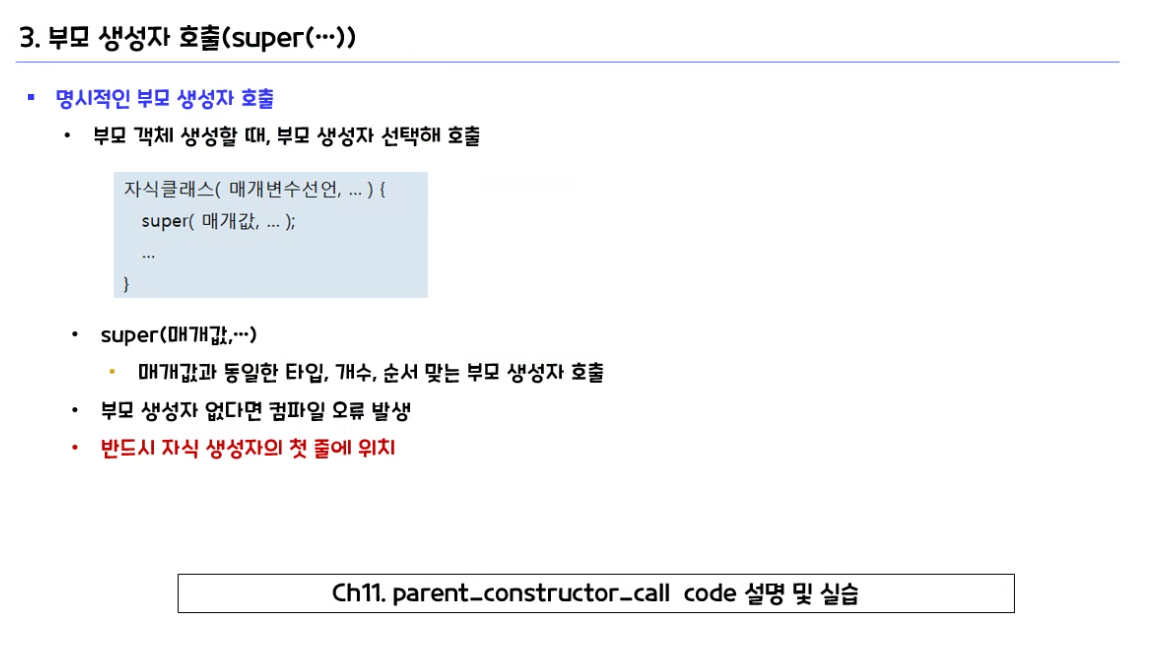 3. 부모 생성자 호출(super(…))
▪ 명시적인 부모 생성자 호출
• 부모 객체 생성할 때, 부모 생성자 선택해 호출
자식클래스( 매개변수선언, … ) {
super( 매개값, … );
…
}
• super(매개값,…)
• 매개값과 동일한 타입, 개수, 순서 맞는 부모 생성자 호출
• 부모 생성자 없다면 컴파일 오류 발생
• 반드시 자식 생성자의 첫 줄에 위치
Ch11. parent_constructor_call code 설명 및 실습